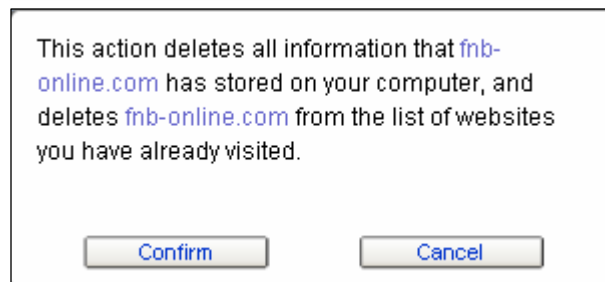 This action deletes all information that fnb-
online.com has stored on your computer, and
deletes fnb-online.com from the list of websites
you have already visited.
Confirm
Cancel